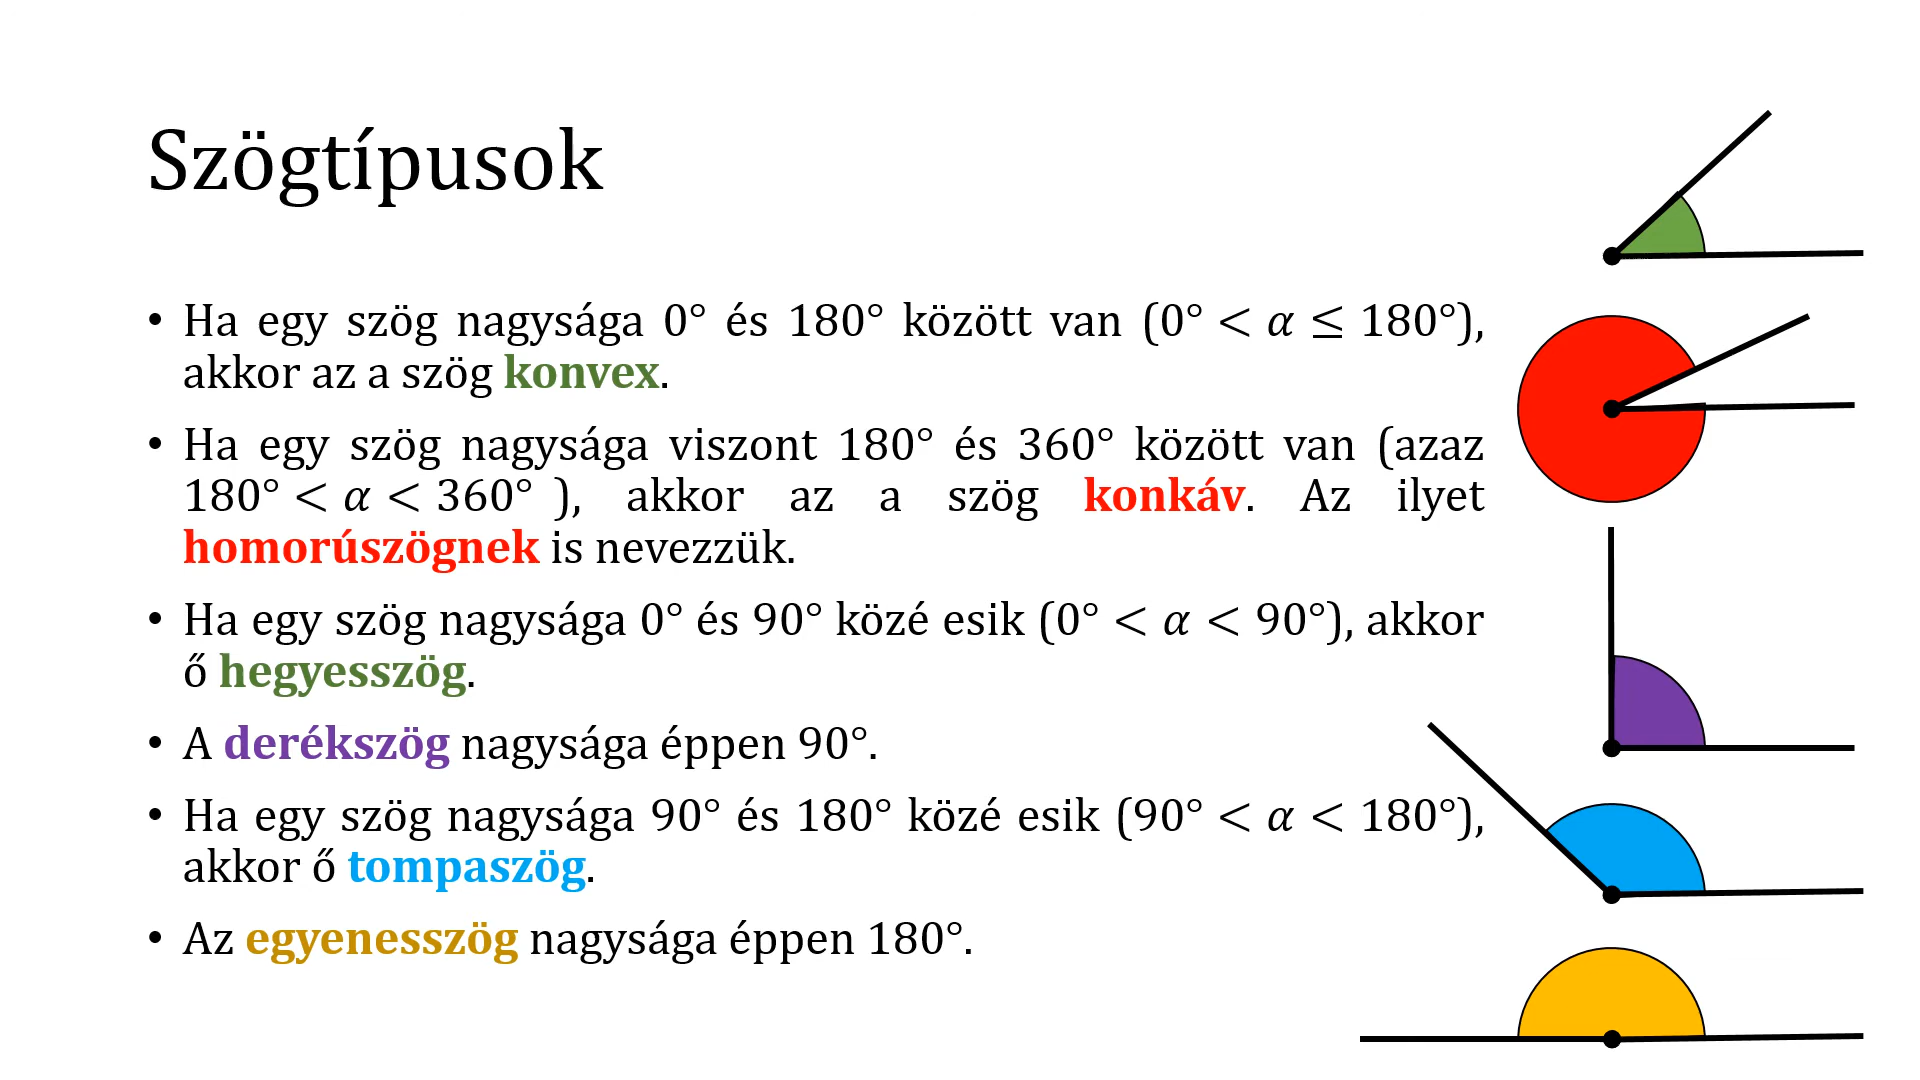 Szögtípusok
• Ha egy szög nagysága 0° és 180° között van (0° < α ≤ 180°),
akkor az a szög konvex.
• Ha egy szög nagysága viszont 180° és 360° között van (azaz
180° < α < 360° ), akkor az a szög konkáv. Az ilyet
homorúszögnek is nevezzük.
• Ha egy szög nagysága 0° és 90° közé esik (0° < α < 90°), akkor
ő hegyesszög.
• A derékszög nagysága éppen 90°.
• Ha egy szög nagysága 90° és 180° közé esik (90° < α < 180°),
akkor ő tompaszög.
• Az egyenesszög nagysága éppen 180°.